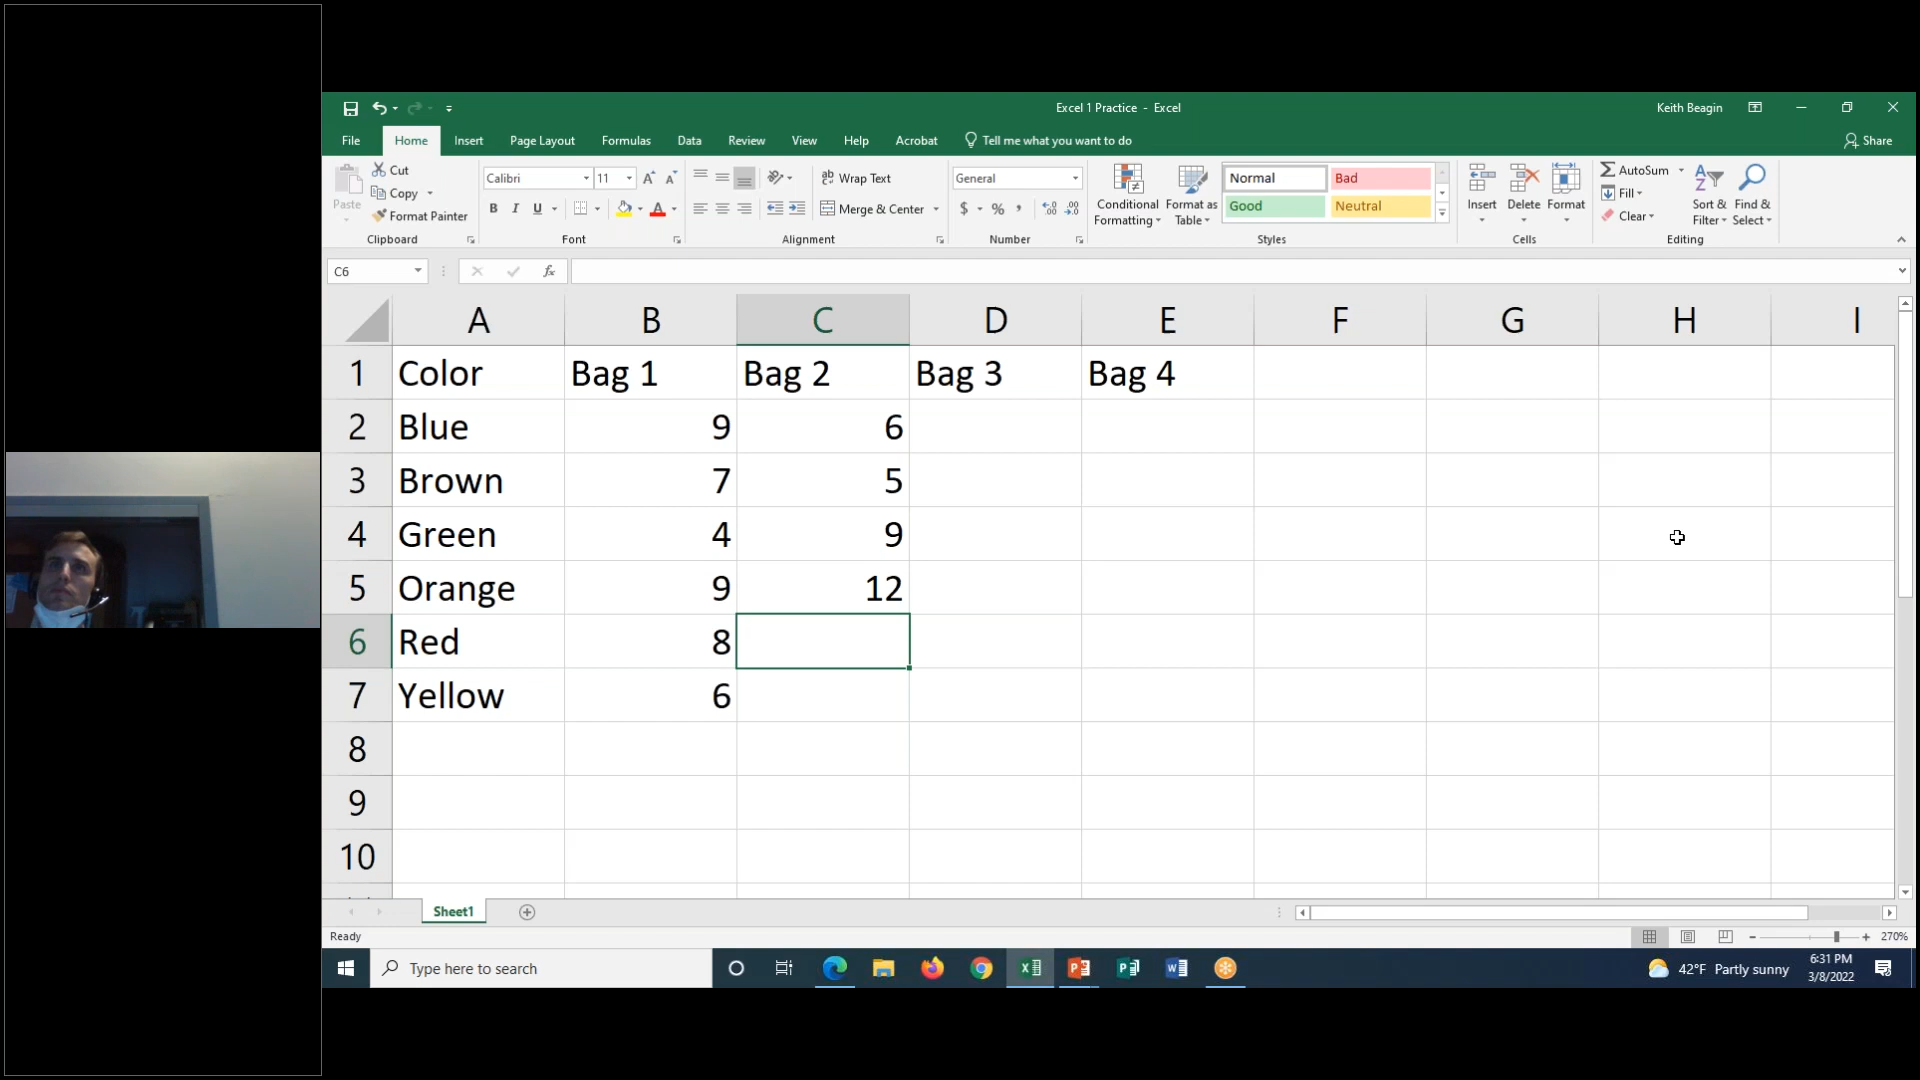 Excel 1 Practice - Excel
Keith Beagin
File Home Insert Page Layout Formulas Data Review View Help Acrobat Tell me what you want to do Share
Paste
Cut
Copy
Format Painter
Clipboard
Calibri 11
B I U
Font
Wrap Text
Merge & Center
Alignment
General
$ % ,
Number
Conditional Formatting
Format as Table
Normal Bad
Good Neutral
Styles
Insert Delete Format
Cells
AutoSum
Fill
Clear
Sort & Filter
Find & Select
Editing
C6 fx
A B C D E F G H I
1 Color Bag 1 Bag 2 Bag 3 Bag 4
2 Blue 9 6
3 Brown 7 5
4 Green 4 9
5 Orange 9 12
6 Red 8
7 Yellow 6
8
9
10
Sheet1
Ready 270%
Type here to search
42°F Partly sunny
6:31 PM
3/8/2022